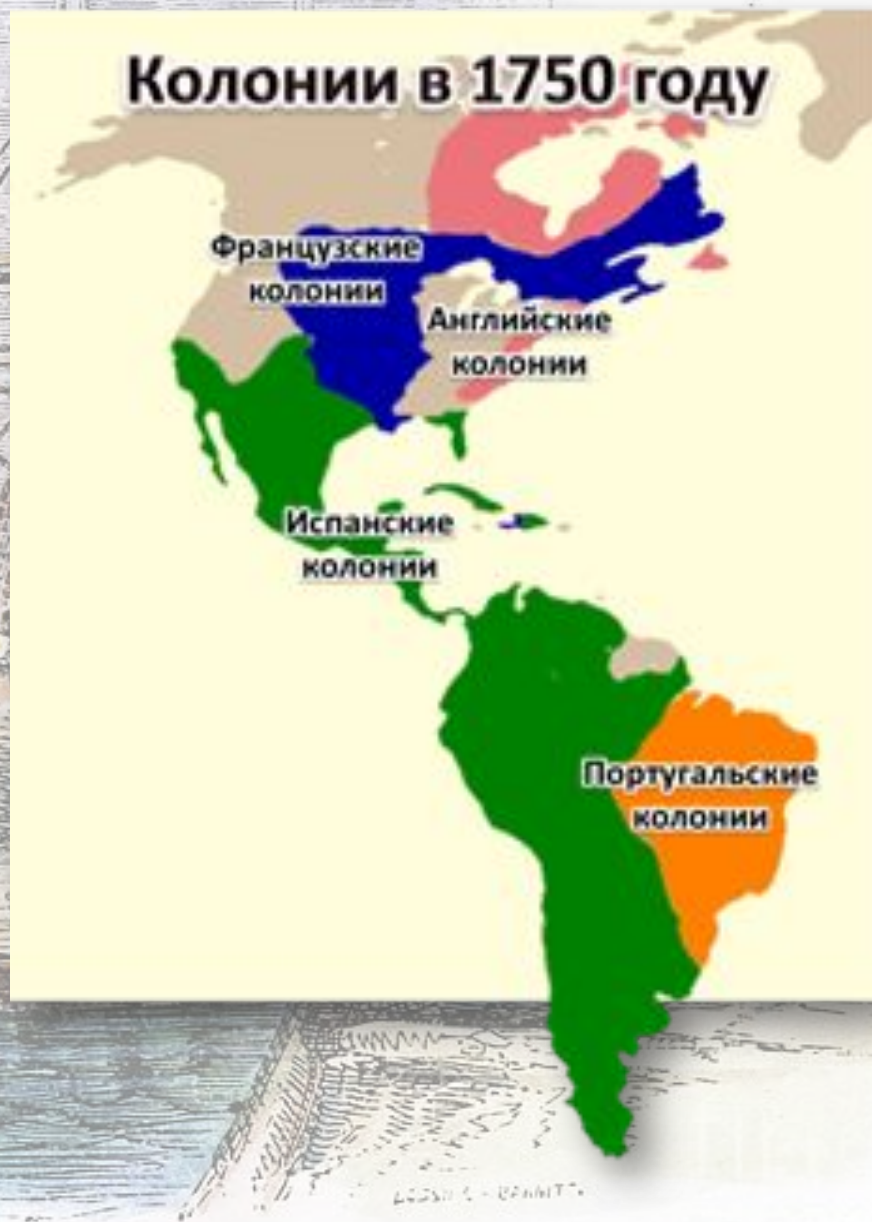 Колонии в 1750 году
Французские
колонии
Английские
колонии
Испанские
колонии
Португальские
колонии